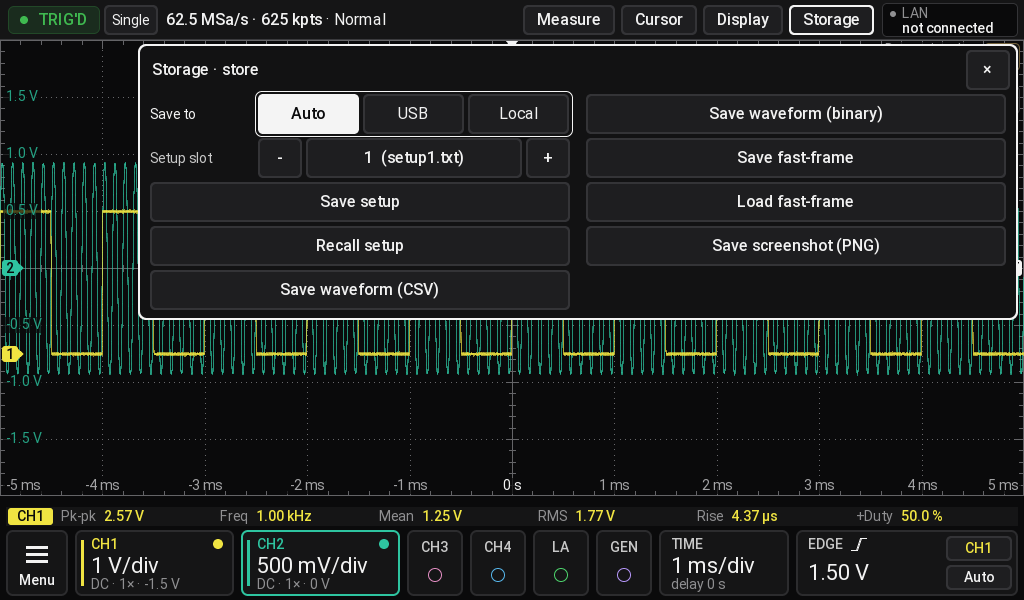 TRIG'D
Single
62.5 MSa/s · 625 kpts · Normal
Measure
Cursor
Display
Storage
LAN
not connected
Storage · store
×
Save to
Auto
USB
Local
Save waveform (binary)
Setup slot
-
1 (setup1.txt)
+
Save fast-frame
Save setup
Load fast-frame
Recall setup
Save screenshot (PNG)
Save waveform (CSV)
1.5 V
1.0 V
0.5 V
2
-0.5 V
1
-1.0 V
-1.5 V
-5 ms
-4 ms
-3 ms
-2 ms
-1 ms
0 s
1 ms
2 ms
3 ms
4 ms
5 ms
CH1
Pk-pk 2.57 V
Freq 1.00 kHz
Mean 1.25 V
RMS 1.77 V
Rise 4.37 µs
+Duty 50.0 %
Menu
CH1
1 V/div
DC · 1× · -1.5 V
CH2
500 mV/div
DC · 1× · 0 V
CH3
CH4
LA
GEN
TIME
1 ms/div
delay 0 s
EDGE
1.50 V
CH1
Auto